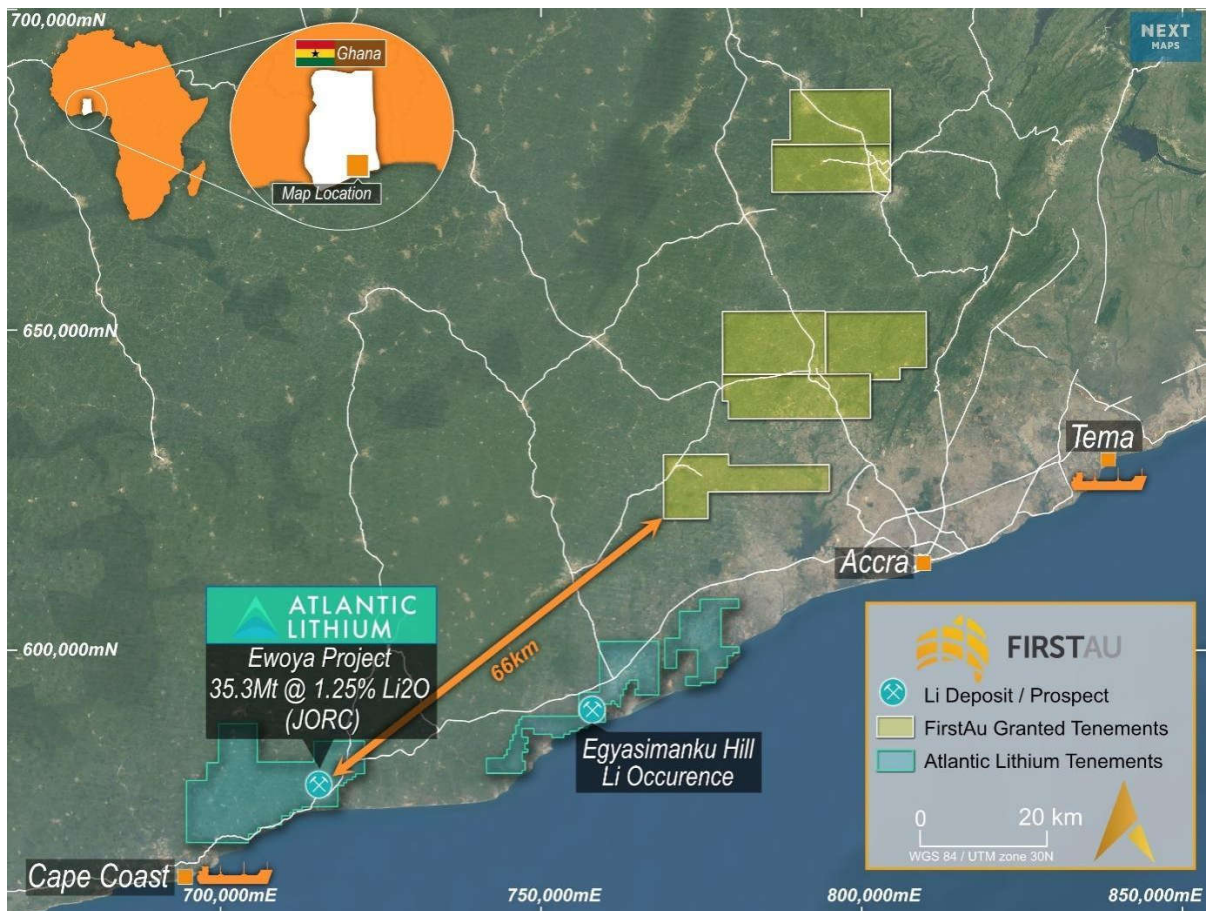 700,000mN
NEXT
MAPS
Ghana
Map Location
650,000mN
Tema
Accra
ATLANTIC
LITHIUM
Ewoya Project
35.3Mt @ 1.25% Li2O
(JORC)
66km
600,000mN
Egyasimanku Hill
Li Occurence
Cape Coast
FIRSTAU
Li Deposit / Prospect
FirstAu Granted Tenements
Atlantic Lithium Tenements
0 20 km
WGS 84 / UTM zone 30N
700,000mE
750,000mE
800,000mE
850,000mE